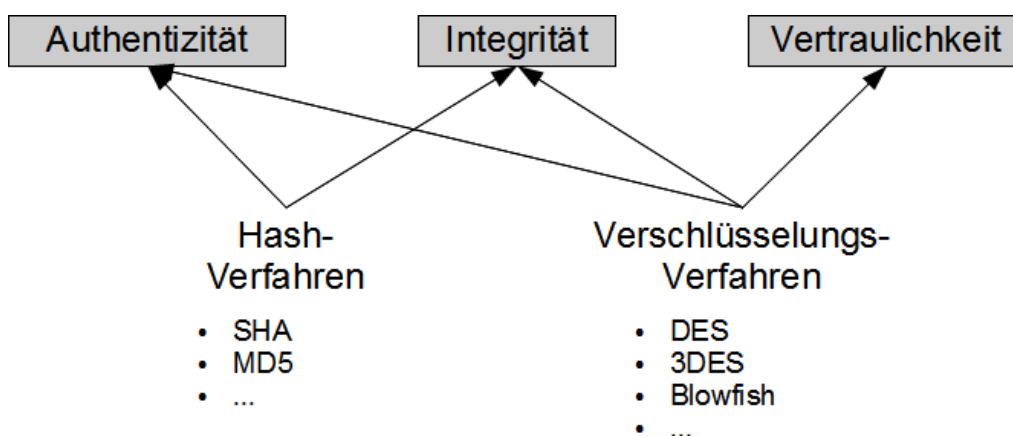 Authentizität
Integrität
Vertraulichkeit
Hash-
Verfahren
• SHA
• MD5
• ...
Verschlüsselungs-
Verfahren
• DES
• 3DES
• Blowfish
• ...